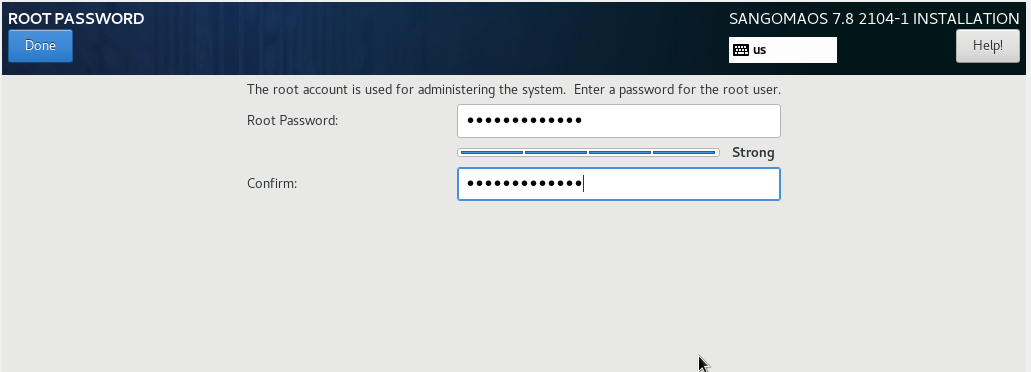 ROOT PASSWORD
SANGOMAOS 7.8 2104-1 INSTALLATION
Done
us
Help!
The root account is used for administering the system.  Enter a password for the root user.
Root Password: •••••••••••••
Strong
Confirm: •••••••••••••